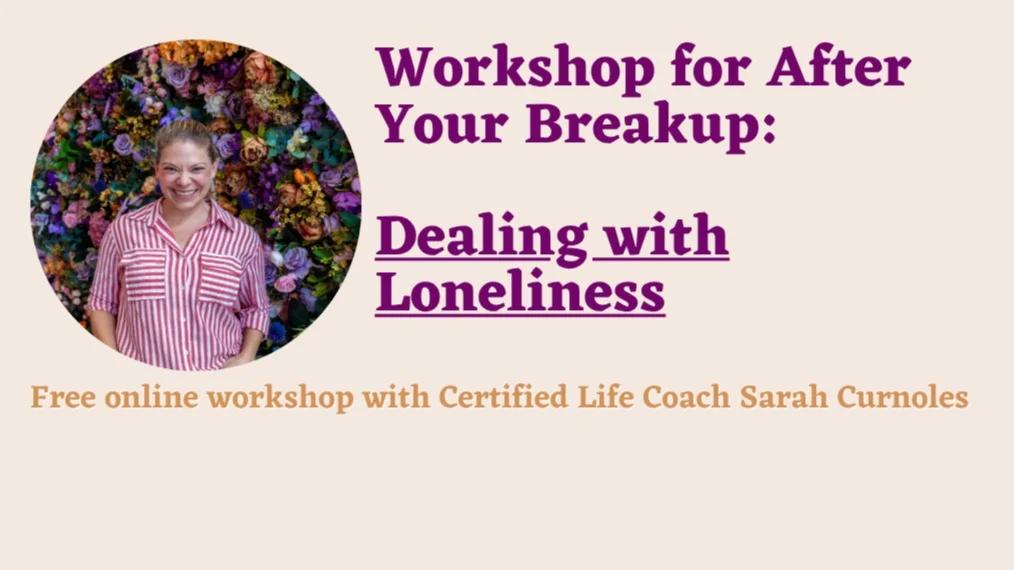 Workshop for After
Your Breakup:
Dealing with
Loneliness
Free online workshop with Certified Life Coach Sarah Curnoles